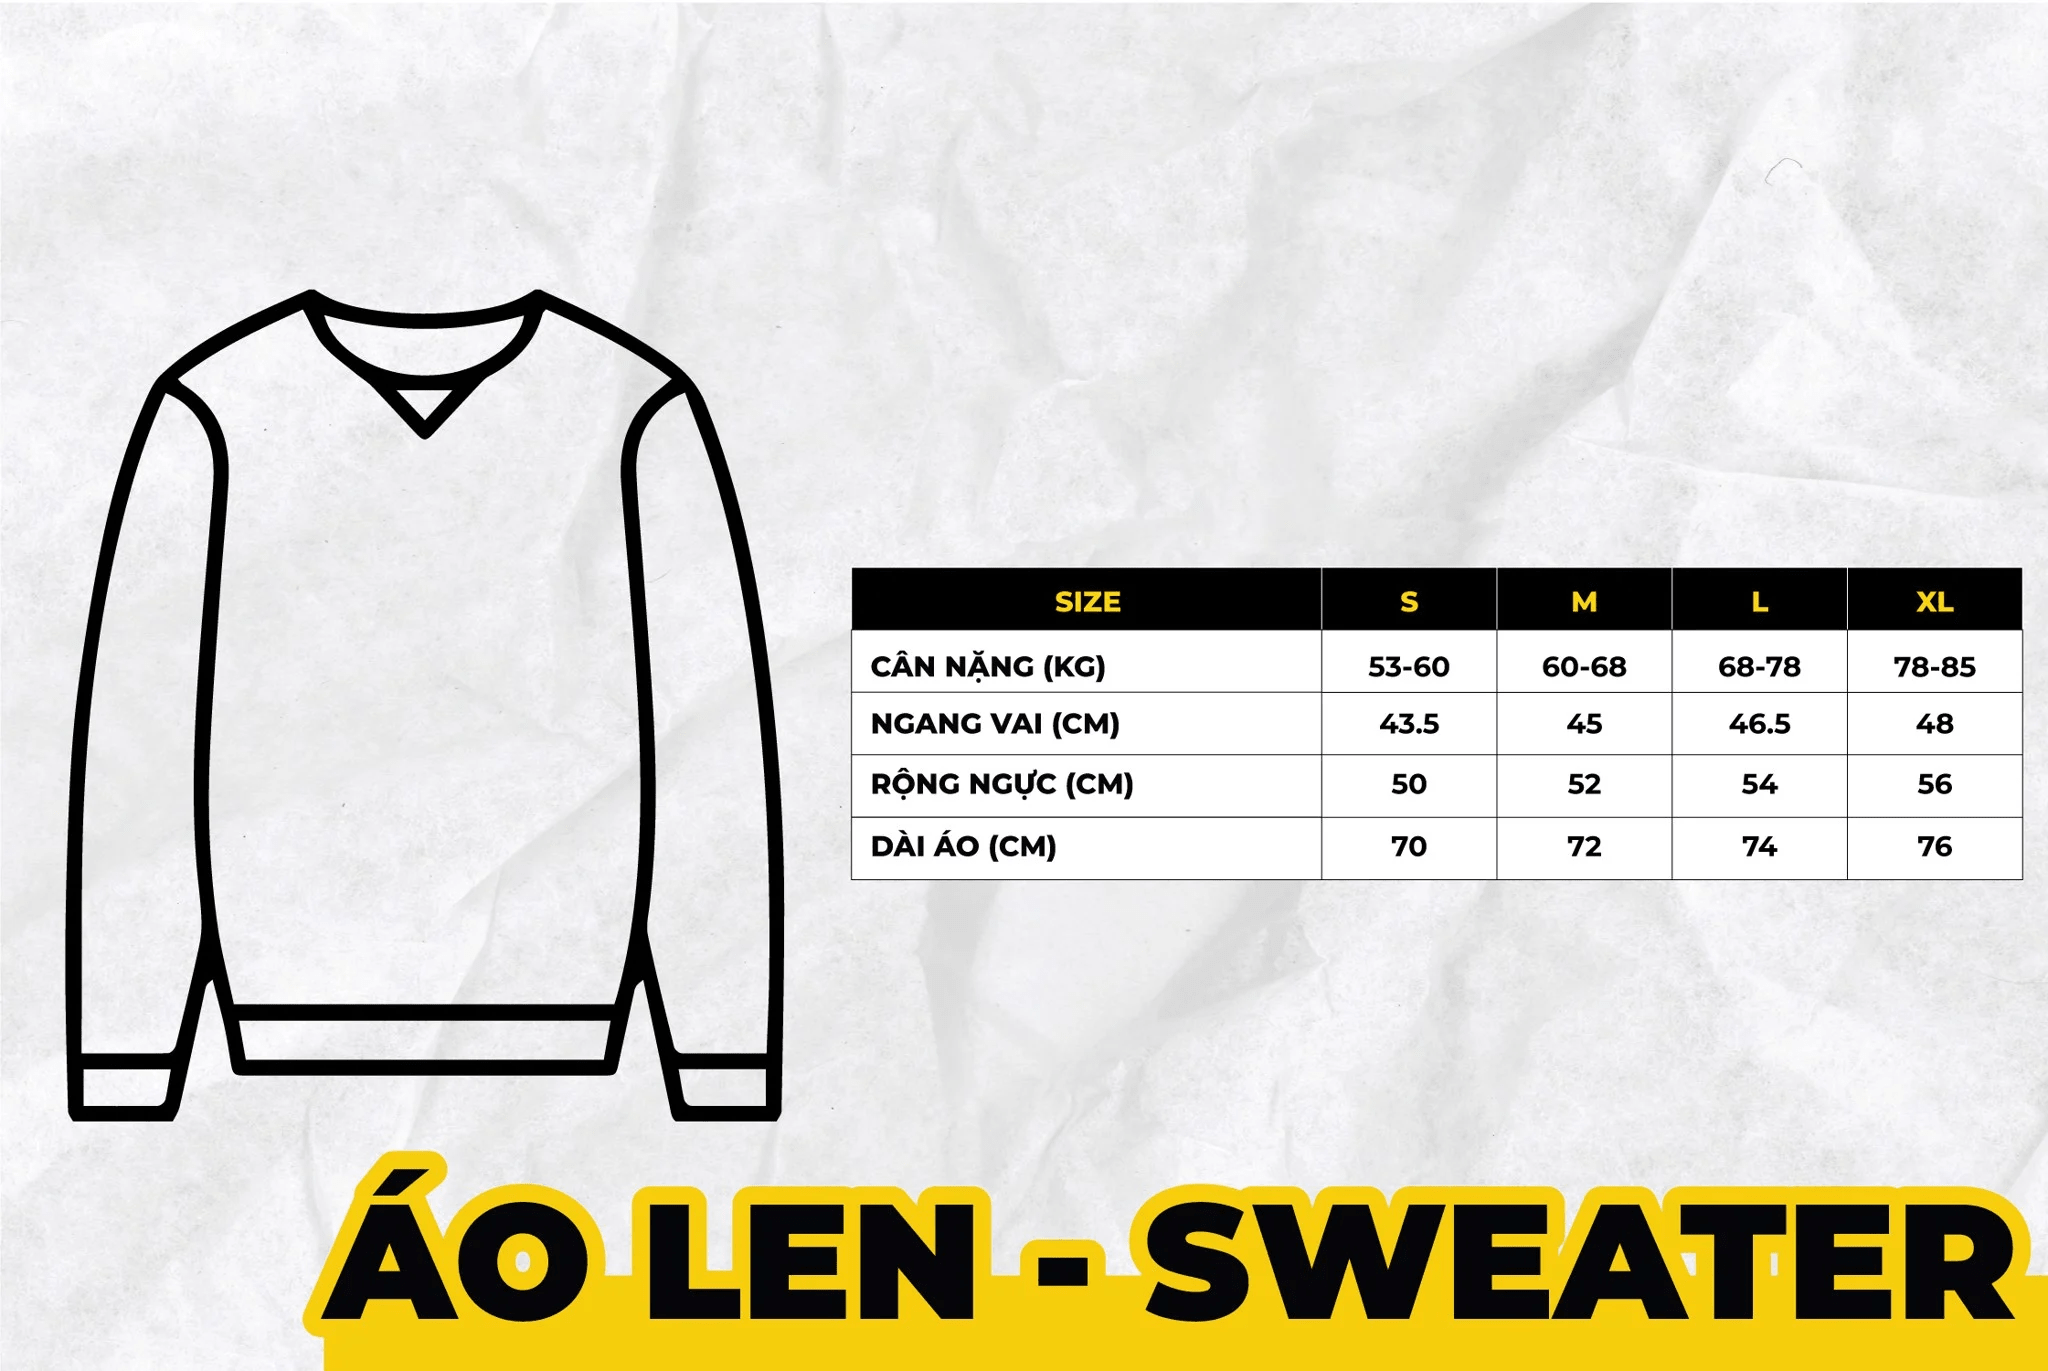 SIZE S M L XL
CÂN NẶNG (KG) 53-60 60-68 68-78 78-85
NGANG VAI (CM) 43.5 45 46.5 48
RỘNG NGỰC (CM) 50 52 54 56
DÀI ÁO (CM) 70 72 74 76
ÁO LEN - SWEATER